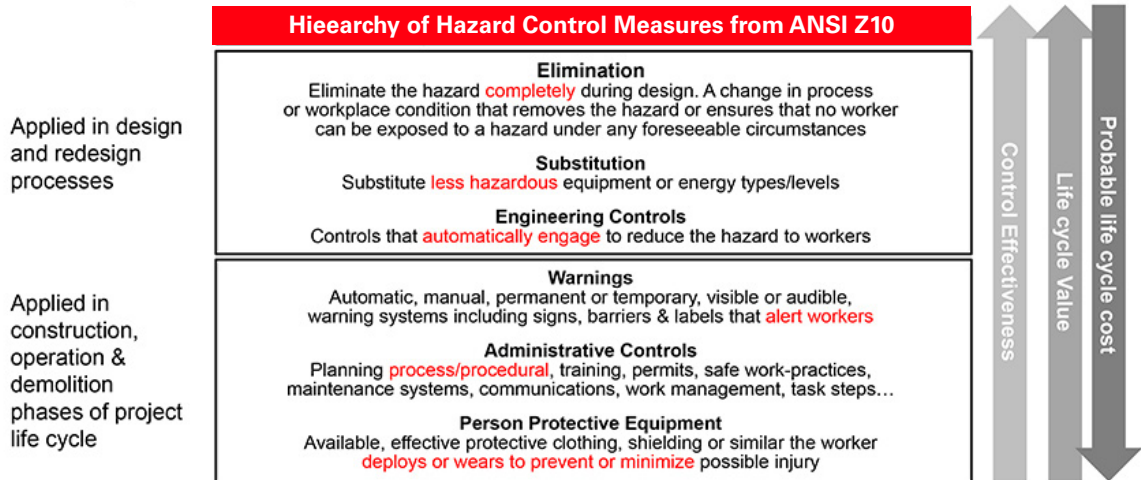 Hieearchy of Hazard Control Measures from ANSI Z10
Applied in design
and redesign
processes
Elimination
Eliminate the hazard completely during design. A change in process
or workplace condition that removes the hazard or ensures that no worker
can be exposed to a hazard under any foreseeable circumstances
Substitution
Substitute less hazardous equipment or energy types/levels
Engineering Controls
Controls that automatically engage to reduce the hazard to workers
Applied in
construction,
operation &
demolition
phases of project
life cycle
Warnings
Automatic, manual, permanent or temporary, visible or audible,
warning systems including signs, barriers & labels that alert workers
Administrative Controls
Planning process/procedural, training, permits, safe work-practices,
maintenance systems, communications, work management, task steps…
Person Protective Equipment
Available, effective protective clothing, shielding or similar the worker
deploys or wears to prevent or minimize possible injury
Control Effectiveness
Life cycle Value
Probable life cycle cost